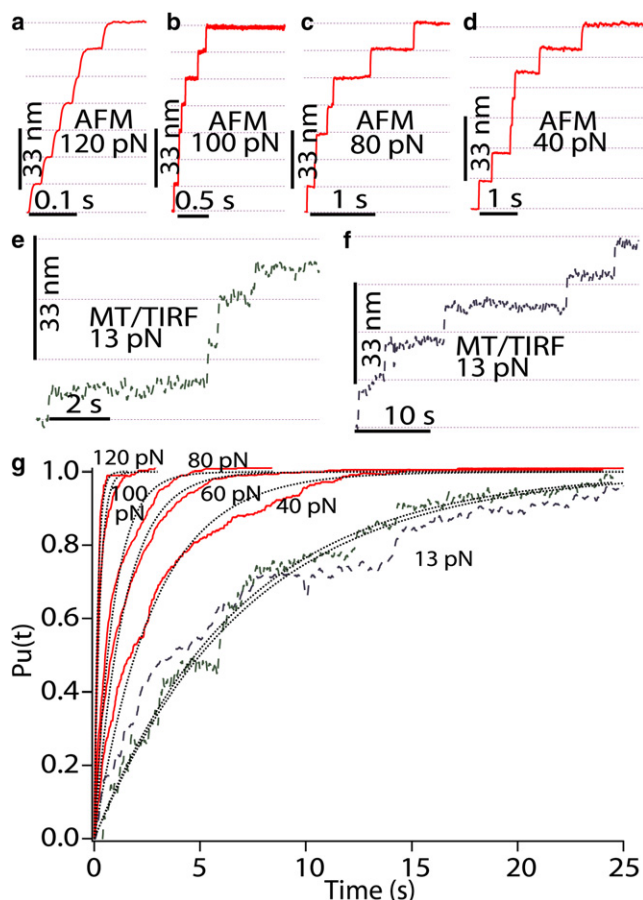 a
b
c
d
33 nm
AFM
120 pN
0.1 s
33 nm
AFM
100 pN
0.5 s
33 nm
AFM
80 pN
1 s
33 nm
AFM
40 pN
1 s
e
f
33 nm
MT/TIRF
13 pN
2 s
33 nm
MT/TIRF
13 pN
10 s
g
120 pN
80 pN
100
pN
60 pN
40 pN
13 pN
Pu(t)
1.0
0.8
0.6
0.4
0.2
0.0
0
5
10
15
20
25
Time (s)